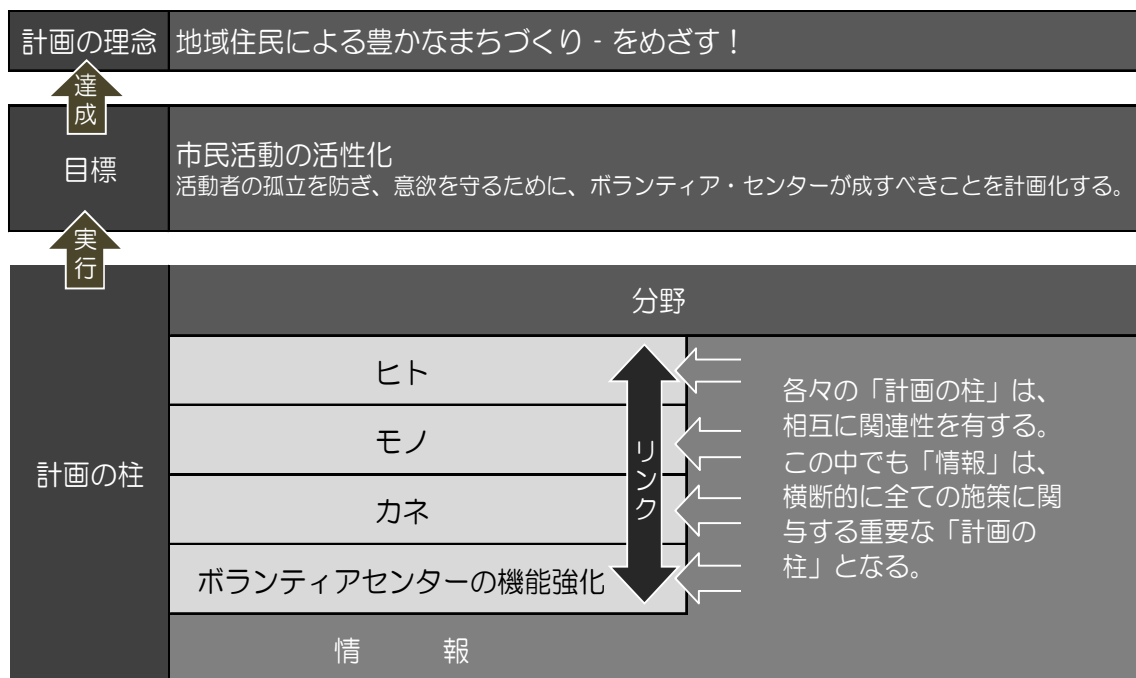 計画の理念
地域住民による豊かなまちづくり - をめざす！
達成
目標
市民活動の活性化
活動者の孤立を防ぎ、意欲を守るために、ボランティア・センターが成すべきことを計画化する。
実行
計画の柱
分野
ヒト
モノ
カネ
ボランティアセンターの機能強化
リンク
各々の「計画の柱」は、
相互に関連性を有する。
この中でも「情報」は、
横断的に全ての施策に関
与する重要な「計画の
柱」となる。
情　報